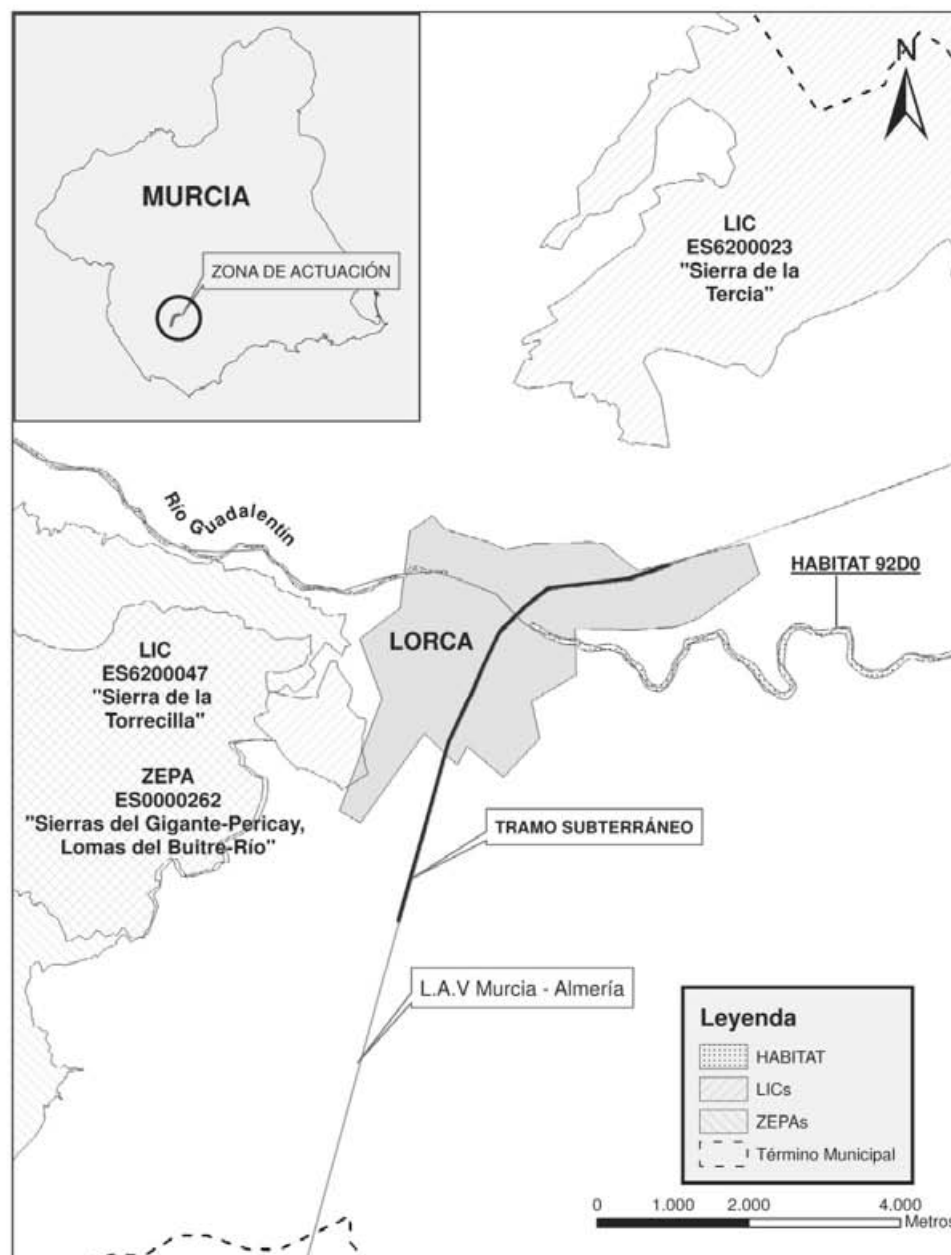 MURCIA
ZONA DE ACTUACIÓN
N
LIC
ES6200023
"Sierra de la
Tercia"
Río Guadalentín
HABITAT 92D0
LORCA
LIC
ES6200047
"Sierra de la
Torrecilla"
ZEPA
ES0000262
"Sierras del Gigante-Pericay,
Lomas del Buitre-Río"
TRAMO SUBTERRÁNEO
L.A.V Murcia - Almería
Leyenda
HABITAT
LICs
ZEPAs
Término Municipal
0 1.000 2.000 4.000
Metros